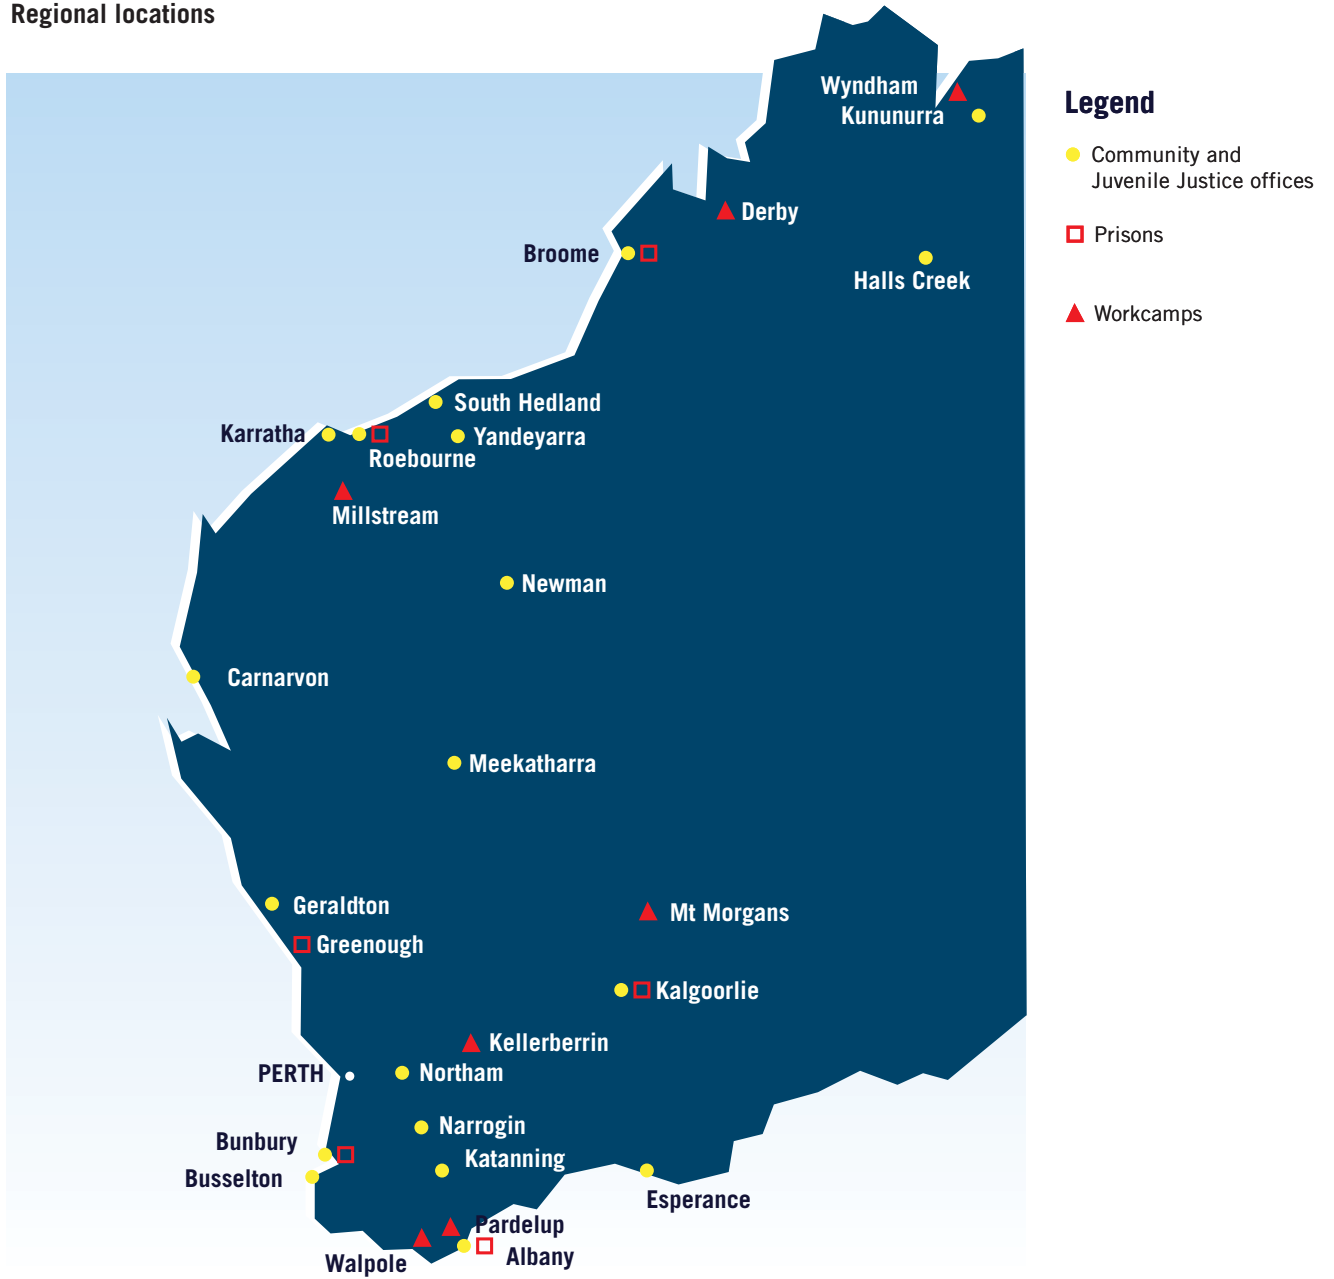 Regional locations
Wyndham
Kununurra
Legend
Community and
Juvenile Justice offices
Derby
Prisons
Broome
Halls Creek
Workcamps
South Hedland
Karratha
Yandeyarra
Roebourne
Millstream
Newman
Carnarvon
Meekatharra
Geraldton
Mt Morgans
Greenough
Kalgoorlie
Kellerberrin
PERTH
Northam
Narrogin
Bunbury
Katanning
Busselton
Esperance
Pardelup
Albany
Walpole